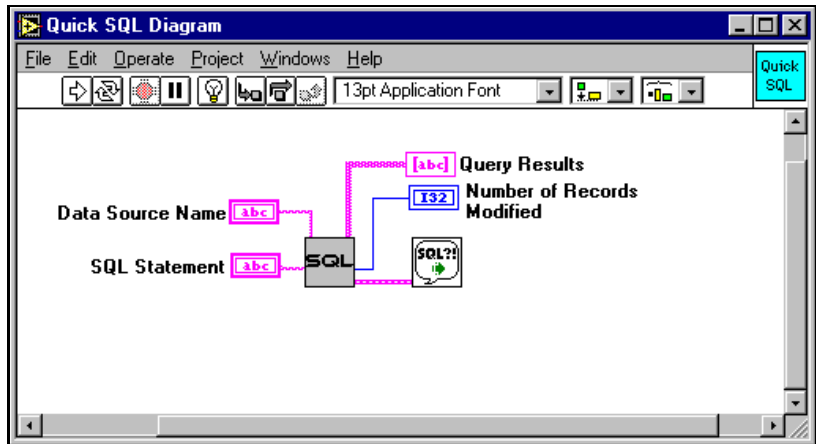 Quick SQL Diagram
File Edit Operate Project Windows Help
Quick
SQL
13pt Application Font
[abc] Query Results
I32 Number of Records
Modified
Data Source Name abc
SQL Statement abc
SQL
SQL?!